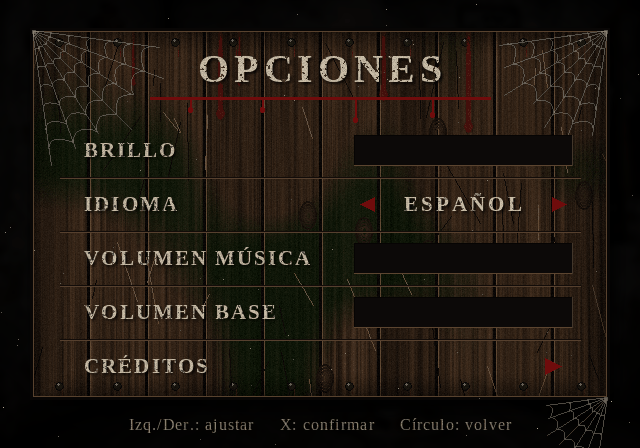 OPCIONES
BRILLO
IDIOMA ESPAÑOL
VOLUMEN MÚSICA
VOLUMEN BASE
CRÉDITOS
Izq./Der.: ajustar X: confirmar Círculo: volver